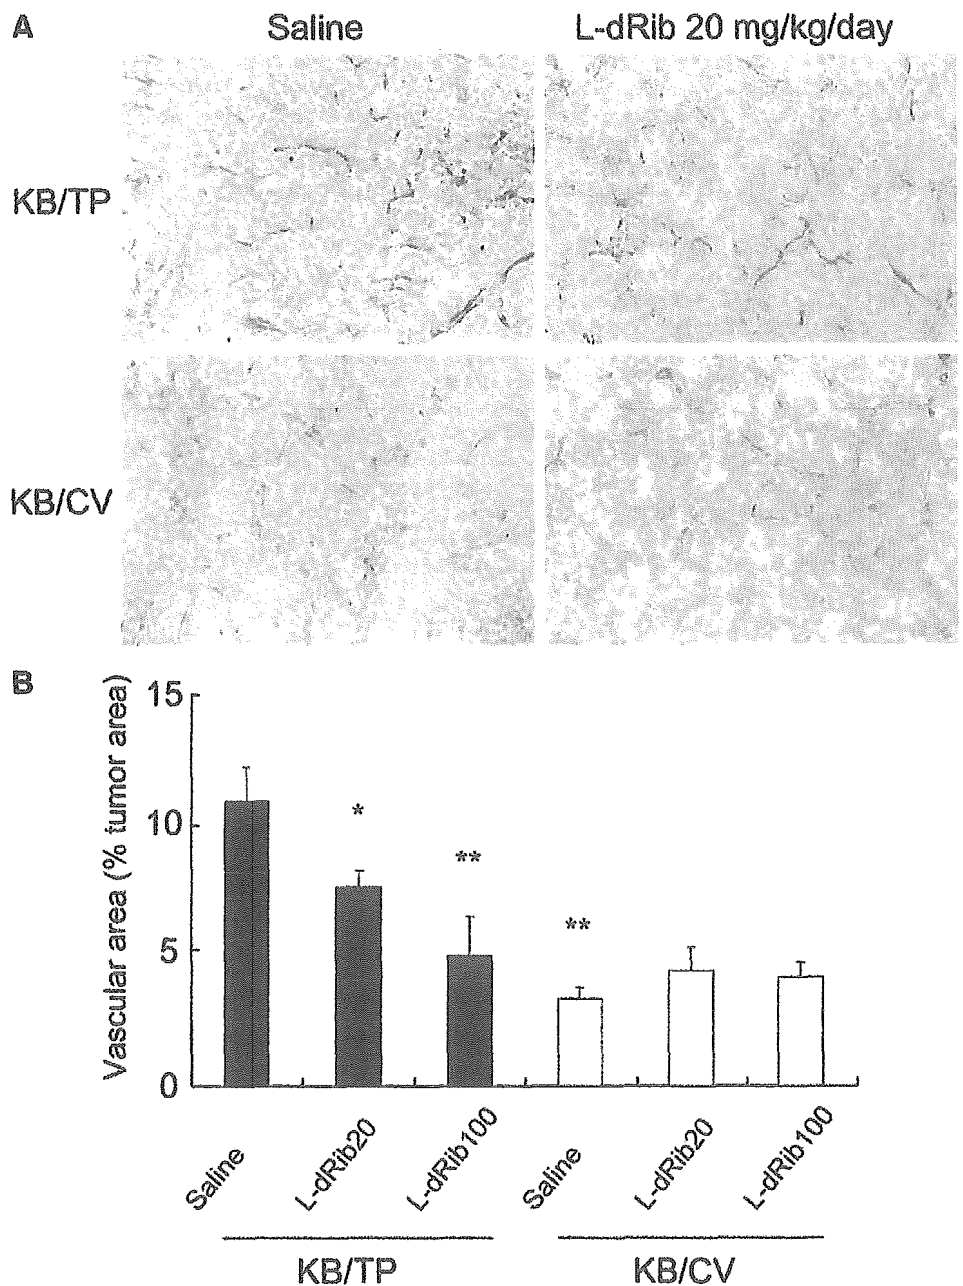 A
Saline
L-dRib 20 mg/kg/day
KB/TP
KB/CV
B
Vascular area (% tumor area)
15
10
5
0
*
**
**
Saline
L-dRib20
L-dRib100
Saline
L-dRib20
L-dRib100
KB/TP
KB/CV